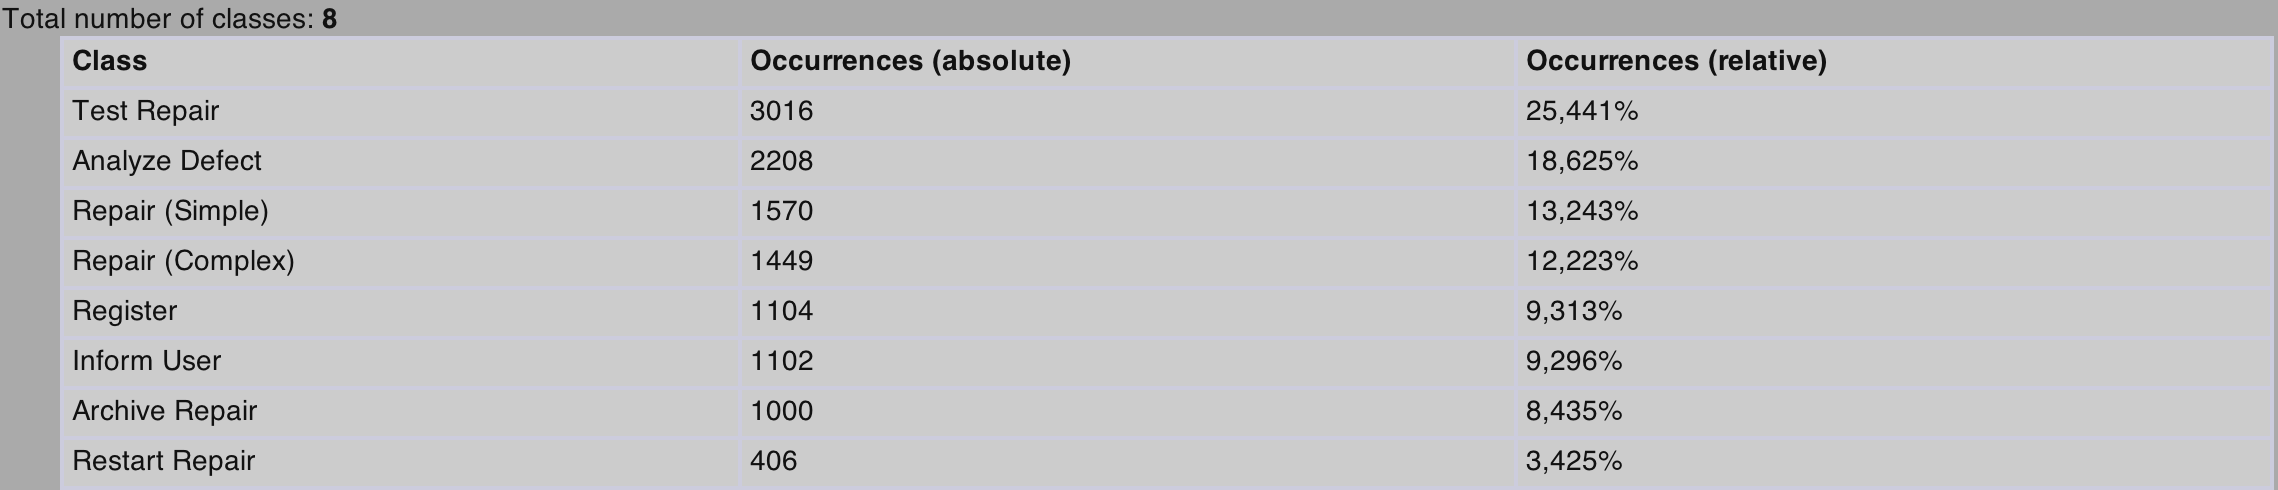 Total number of classes: 8
Class Occurrences (absolute) Occurrences (relative)
Test Repair 3016 25,441%
Analyze Defect 2208 18,625%
Repair (Simple) 1570 13,243%
Repair (Complex) 1449 12,223%
Register 1104 9,313%
Inform User 1102 9,296%
Archive Repair 1000 8,435%
Restart Repair 406 3,425%